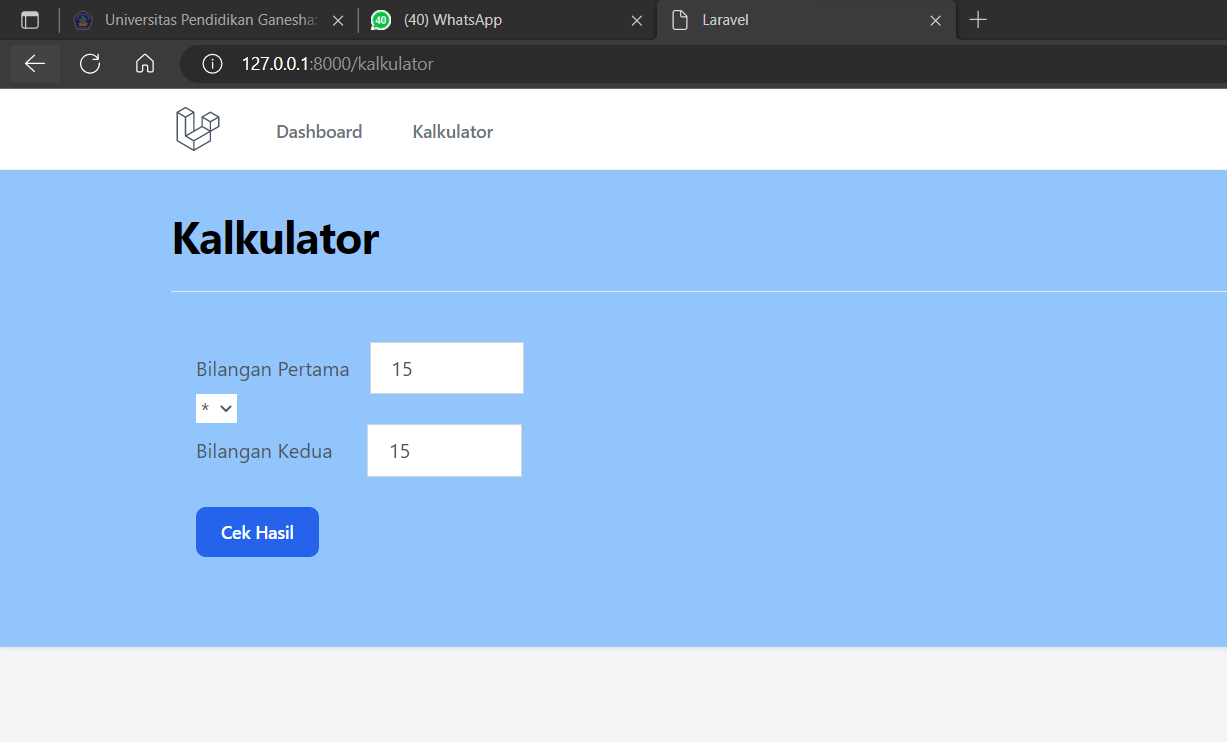 Universitas Pendidikan Ganesha:
40
(40) WhatsApp
Laravel
127.0.0.1:8000/kalkulator
Dashboard
Kalkulator
Kalkulator
Bilangan Pertama 15
*
Bilangan Kedua 15
Cek Hasil